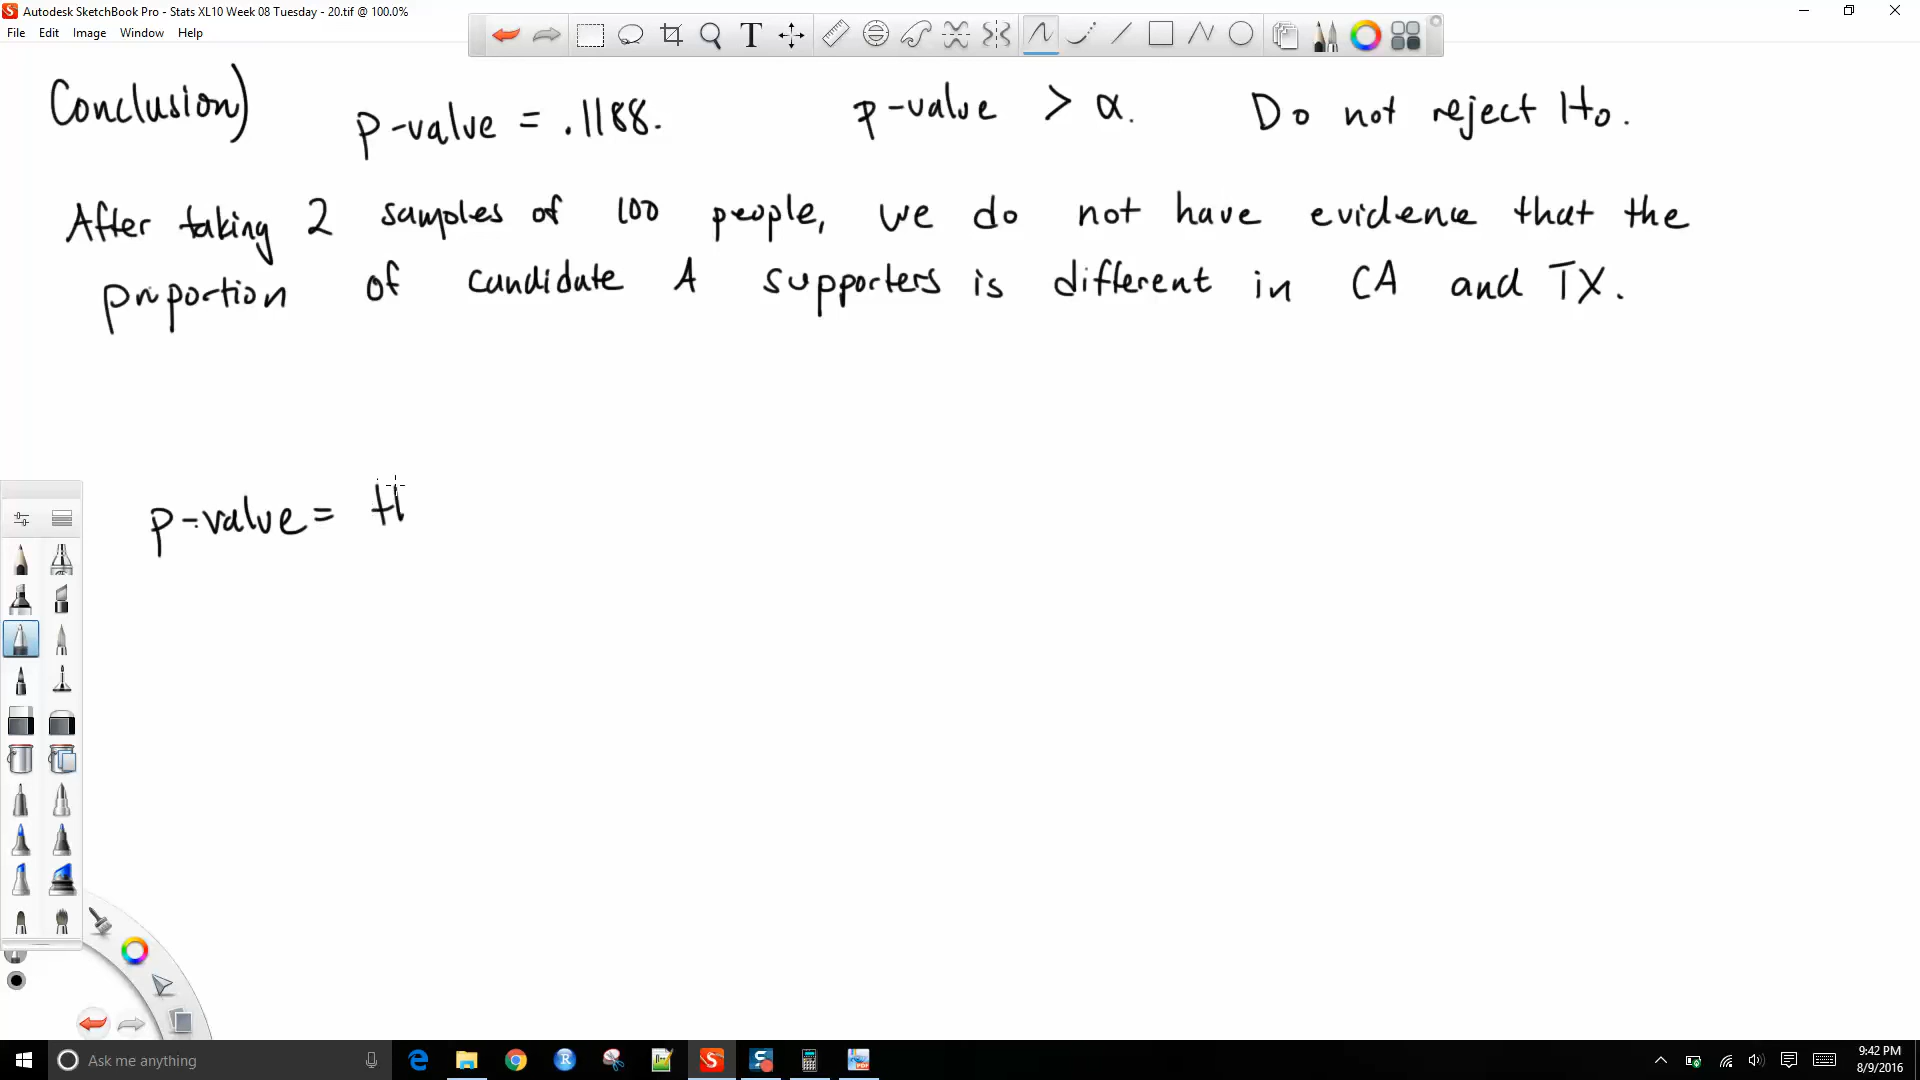 Autodesk SketchBook Pro - Stats XL10 Week 08 Tuesday - 20.tif @ 100.0%
File Edit Image Window Help
Conclusion) p-value = .1188. p-value > α. Do not reject H0.
After taking 2 samples of 100 people, we do not have evidence that the
proportion of candidate A supporters is different in CA and TX.
p-value =
Ask me anything
9:42 PM
8/9/2016